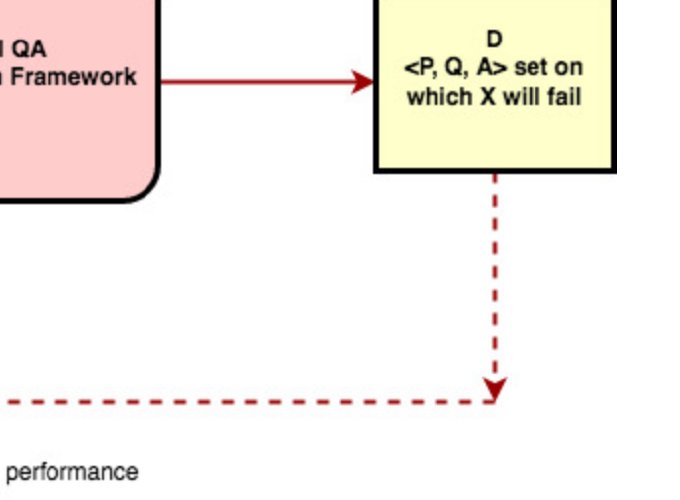 QA
Framework
D
<P, Q, A> set on
which X will fail
performance